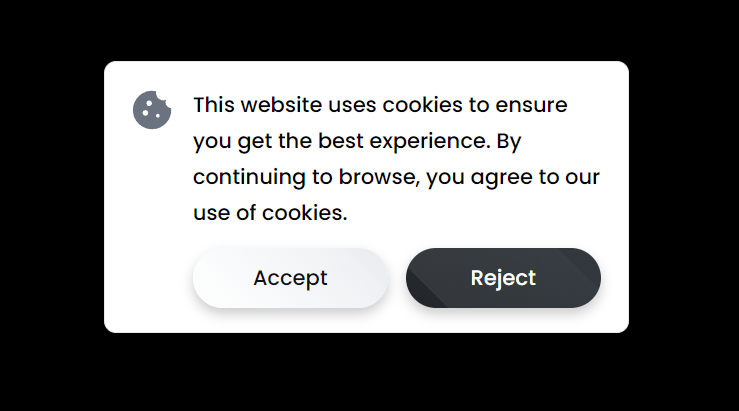 This website uses cookies to ensure
you get the best experience. By
continuing to browse, you agree to our
use of cookies.
Accept
Reject